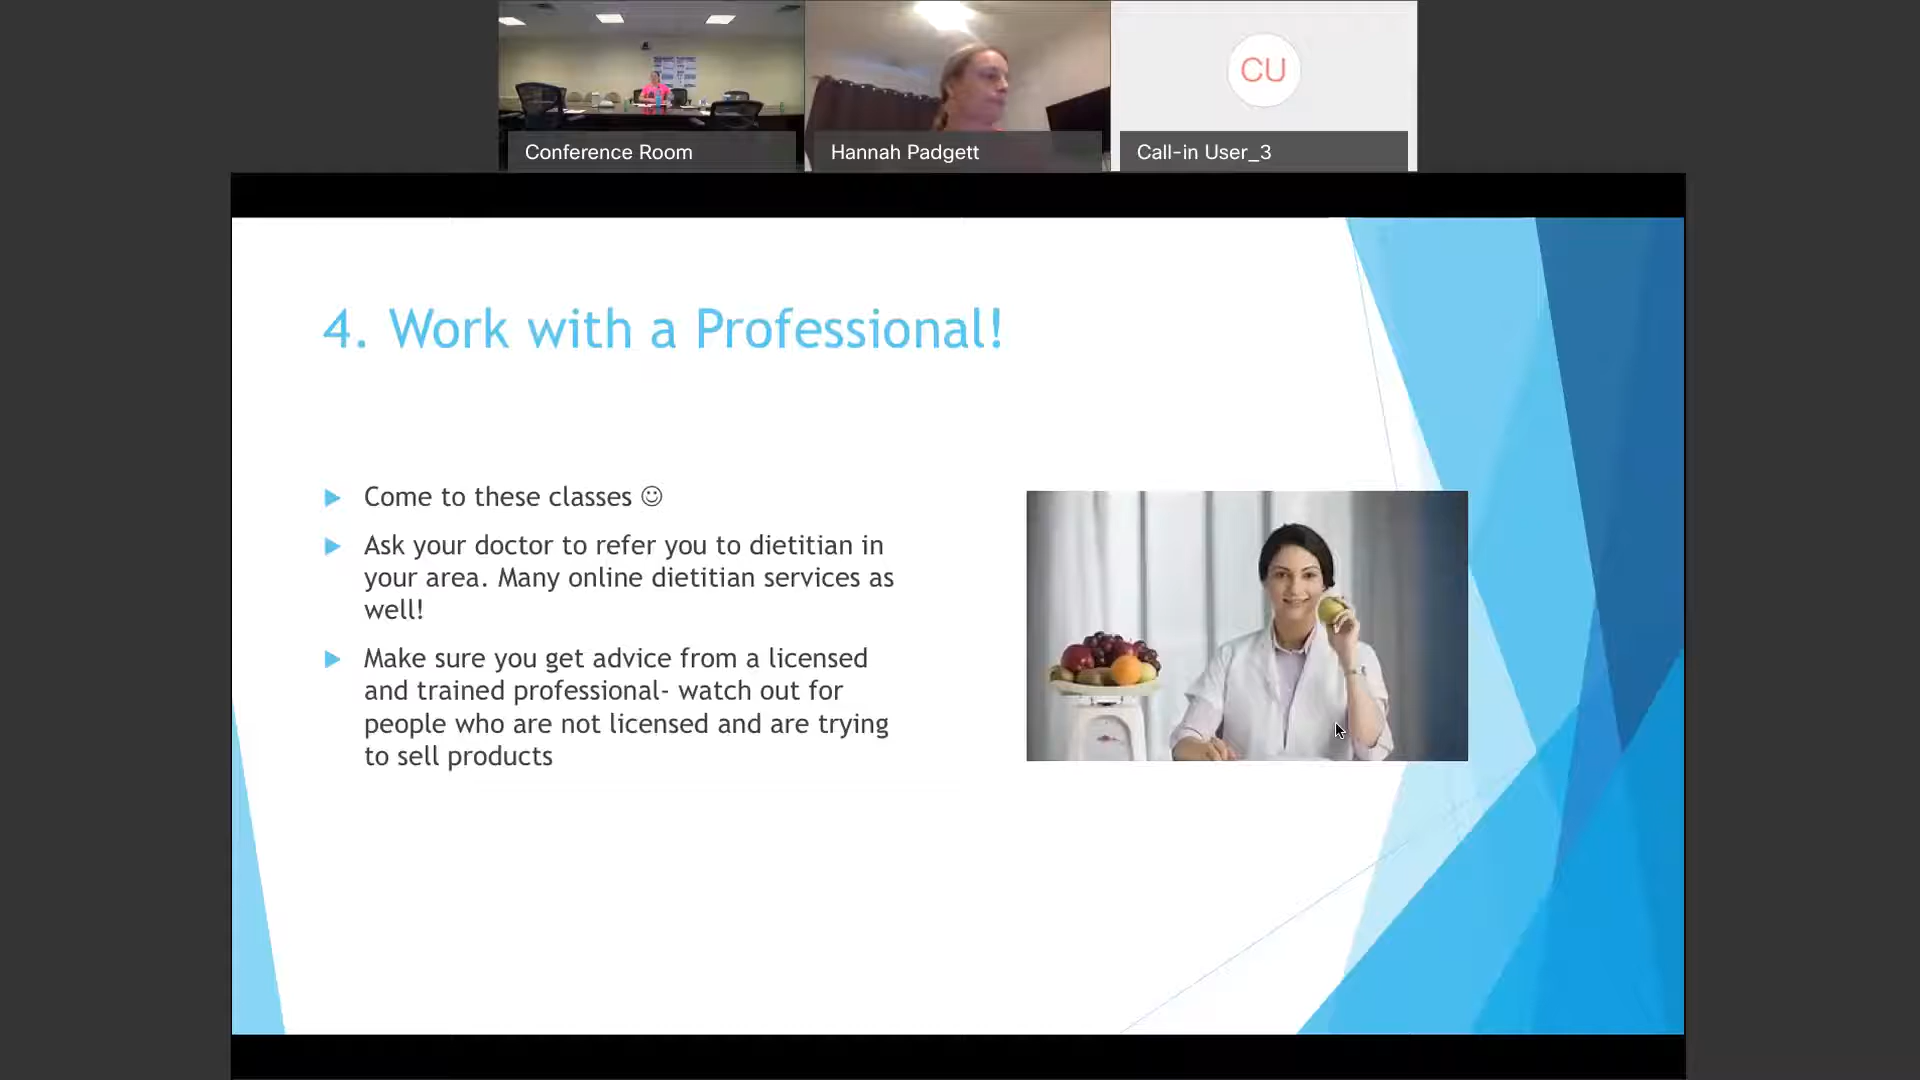 CU
Conference Room
Hannah Padgett
Call-in User_3
4. Work with a Professional!
Come to these classes ☺
Ask your doctor to refer you to dietitian in
your area. Many online dietitian services as
well!
Make sure you get advice from a licensed
and trained professional- watch out for
people who are not licensed and are trying
to sell products